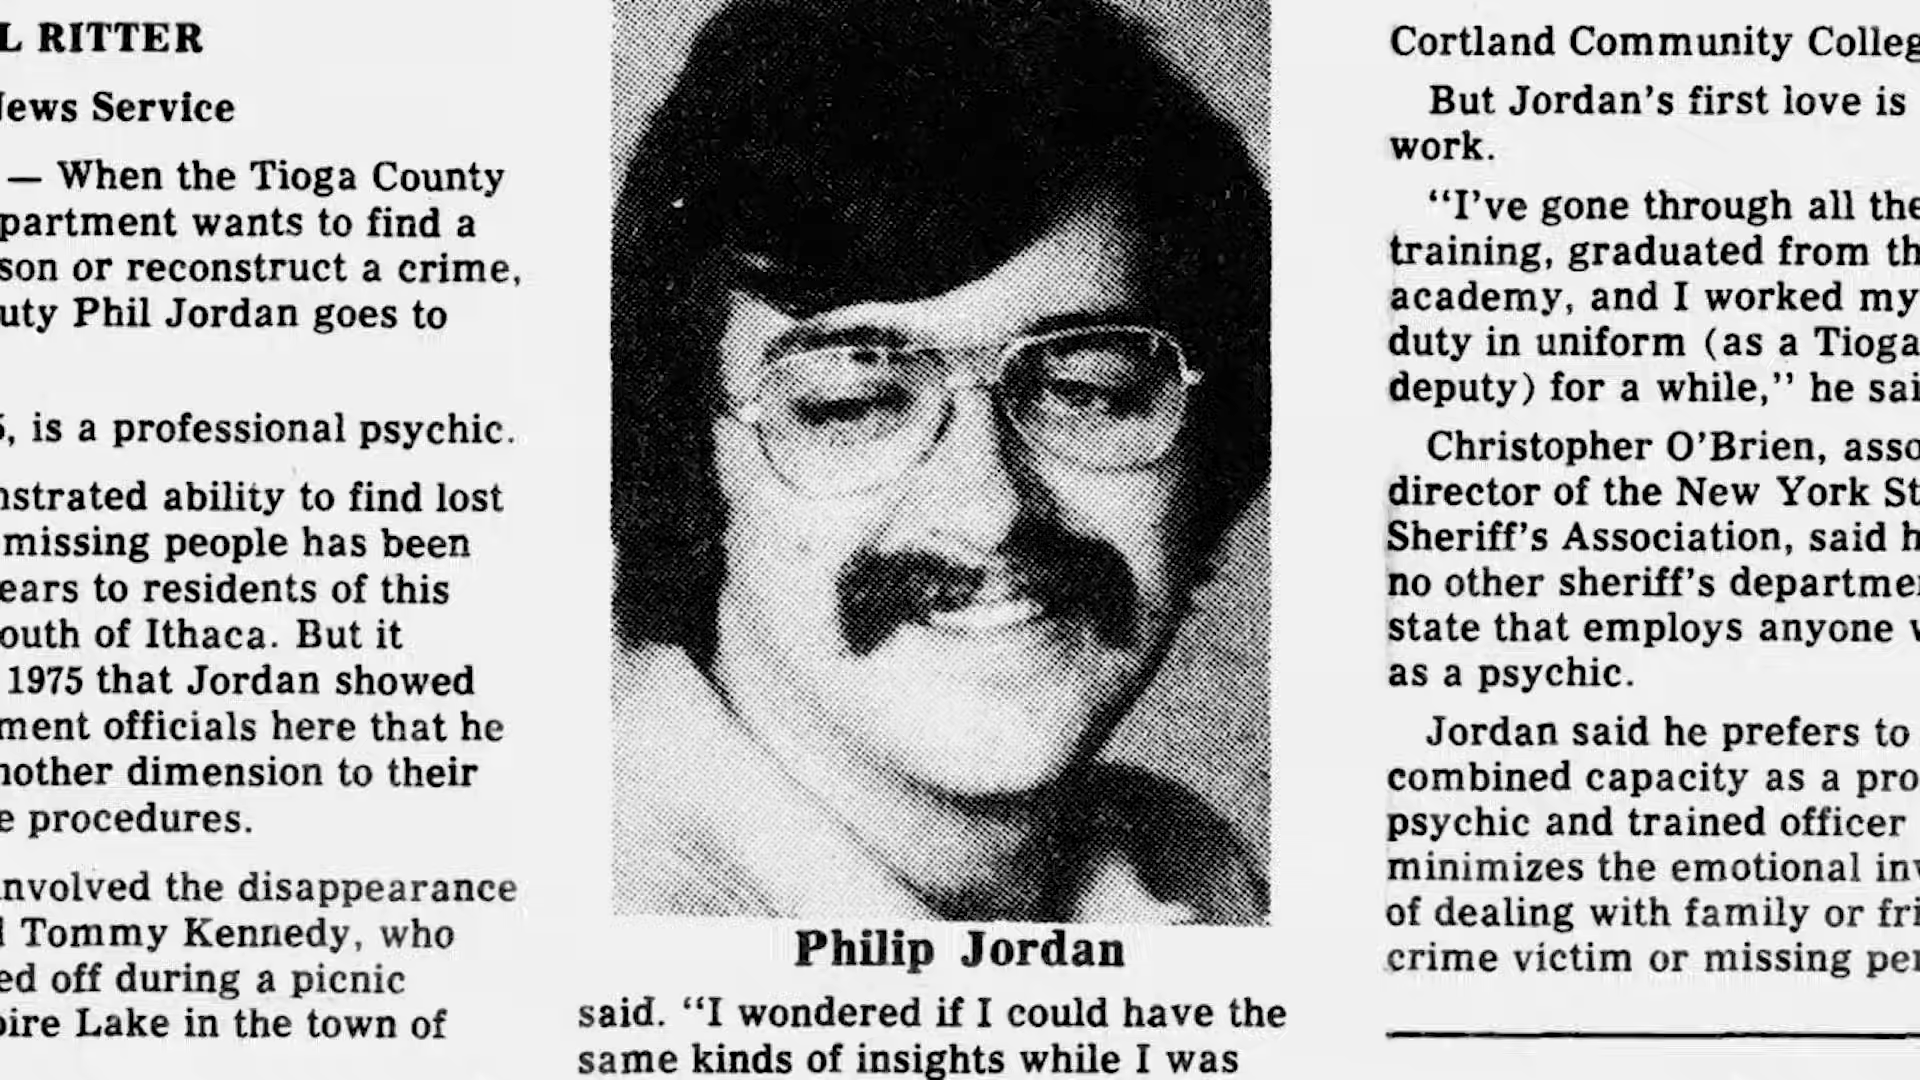 L RITTER
News Service
— When the Tioga County
partment wants to find a
son or reconstruct a crime,
uty Phil Jordan goes to
, is a professional psychic.
nstrated ability to find lost
missing people has been
ears to residents of this
outh of Ithaca. But it
1975 that Jordan showed
ment officials here that he
nother dimension to their
e procedures.
involved the disappearance
Tommy Kennedy, who
ed off during a picnic
pire Lake in the town of
Philip Jordan
said. “I wondered if I could have the
same kinds of insights while I was
Cortland Community Colleg
But Jordan’s first love is
work.
“I’ve gone through all the
training, graduated from th
academy, and I worked my
duty in uniform (as a Tioga
deputy) for a while,” he sai
Christopher O’Brien, asso
director of the New York St
Sheriff’s Association, said h
no other sheriff’s departme
state that employs anyone w
as a psychic.
Jordan said he prefers to
combined capacity as a pro
psychic and trained officer
minimizes the emotional inv
of dealing with family or fri
crime victim or missing per